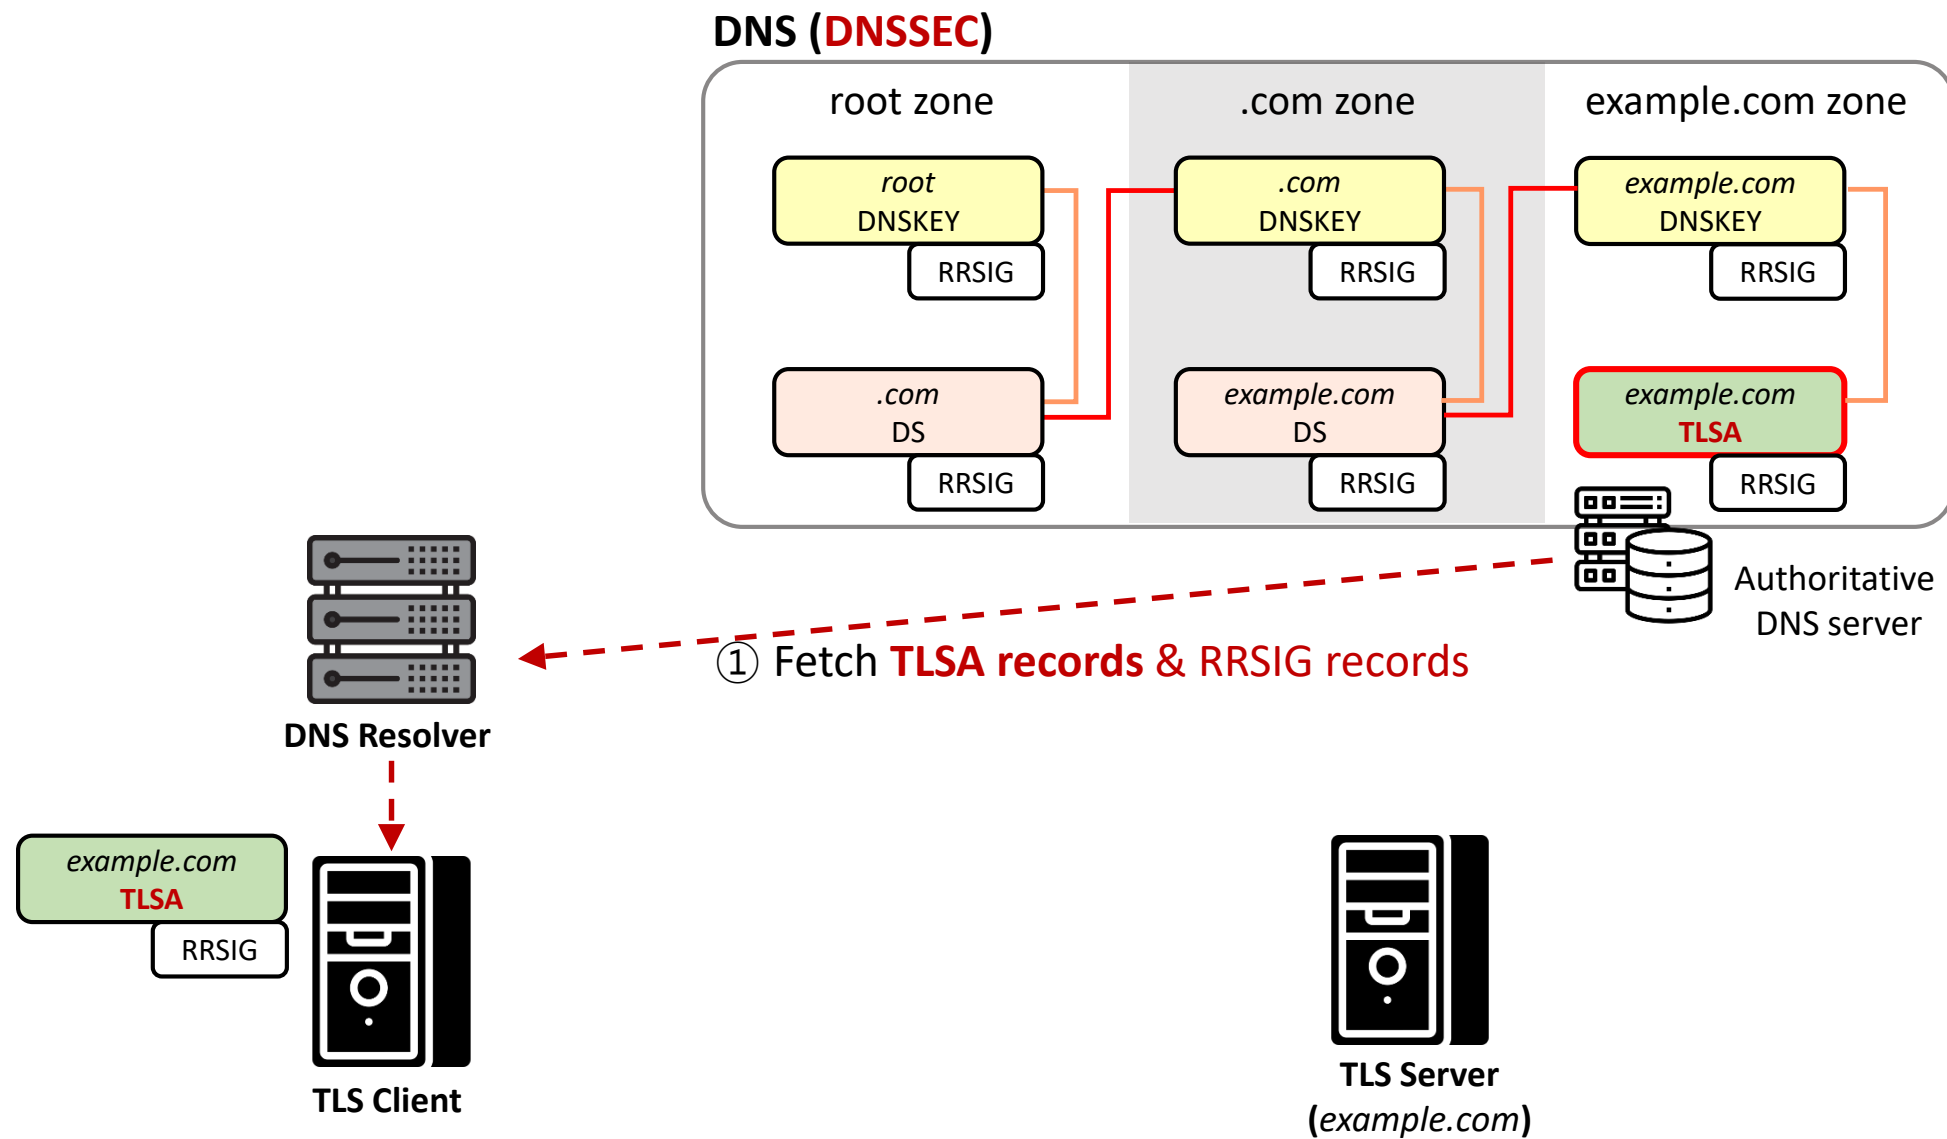 DNS (DNSSEC)
root zone
.com zone
example.com zone
root
DNSKEY
RRSIG
.com
DNSKEY
RRSIG
example.com
DNSKEY
RRSIG
.com
DS
RRSIG
example.com
DS
RRSIG
example.com
TLSA
RRSIG
Authoritative
DNS server
① Fetch TLSA records & RRSIG records
DNS Resolver
example.com
TLSA
RRSIG
TLS Client
TLS Server
(example.com)